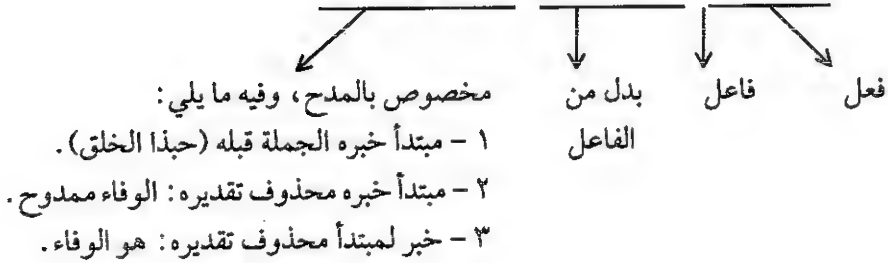 فعل فاعل بدل من مخصوص بالمدح، وفيه ما يلي:
الفاعل ١ – مبتدأ خبره الجملة قبله (حبذا الخلق).
٢ – مبتدأ خبره محذوف تقديره: الوفاء ممدوح.
٣ – خبر لمبتدأ محذوف تقديره: هو الوفاء.